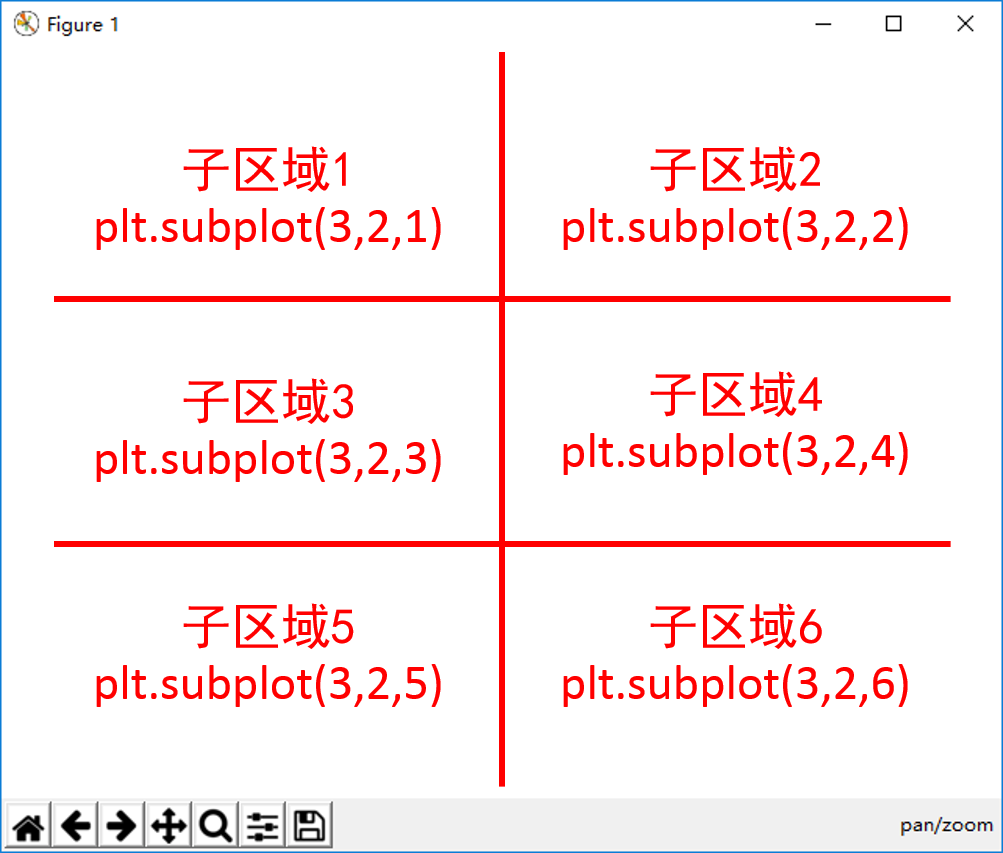 Figure 1
子区域1
plt.subplot(3,2,1)
子区域2
plt.subplot(3,2,2)
子区域3
plt.subplot(3,2,3)
子区域4
plt.subplot(3,2,4)
子区域5
plt.subplot(3,2,5)
子区域6
plt.subplot(3,2,6)
pan/zoom